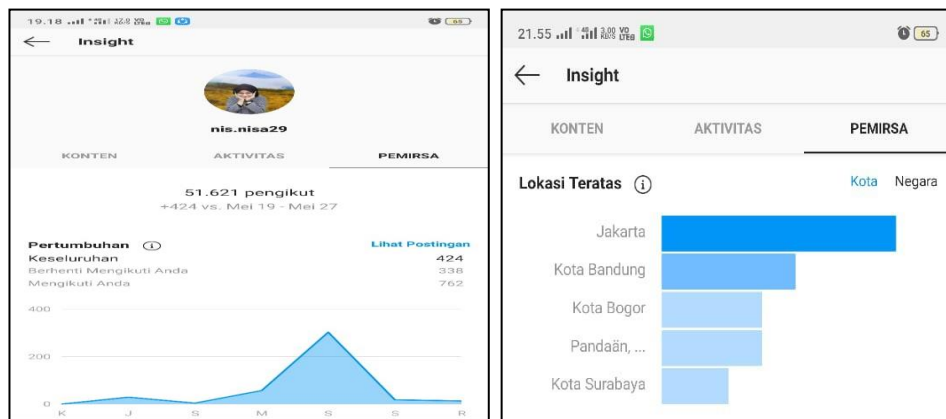 19.18
Insight
nis.nisa29
KONTEN AKTIVITAS PEMIRSA
51.621 pengikut
+424 vs. Mei 19 - Mei 27
Pertumbuhan Lihat Postingan
Keseluruhan 424
Berhenti Mengikuti Anda 338
Mengikuti Anda 762
400
200
0
K J S M S S R
21.55 65
Insight
KONTEN AKTIVITAS PEMIRSA
Lokasi Teratas Kota Negara
Jakarta
Kota Bandung
Kota Bogor
Pandaän, ...
Kota Surabaya